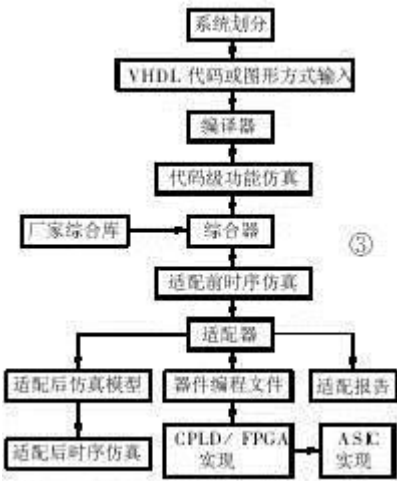 系统划分
VHDL 代码或图形方式输入
编译器
代码级功能仿真
厂家综合库
综合器
③
适配前时序仿真
适配器
适配后仿真模型
器件编程文件
适配报告
适配后时序仿真
CPLD/ FPGA
实现
ASIC
实现